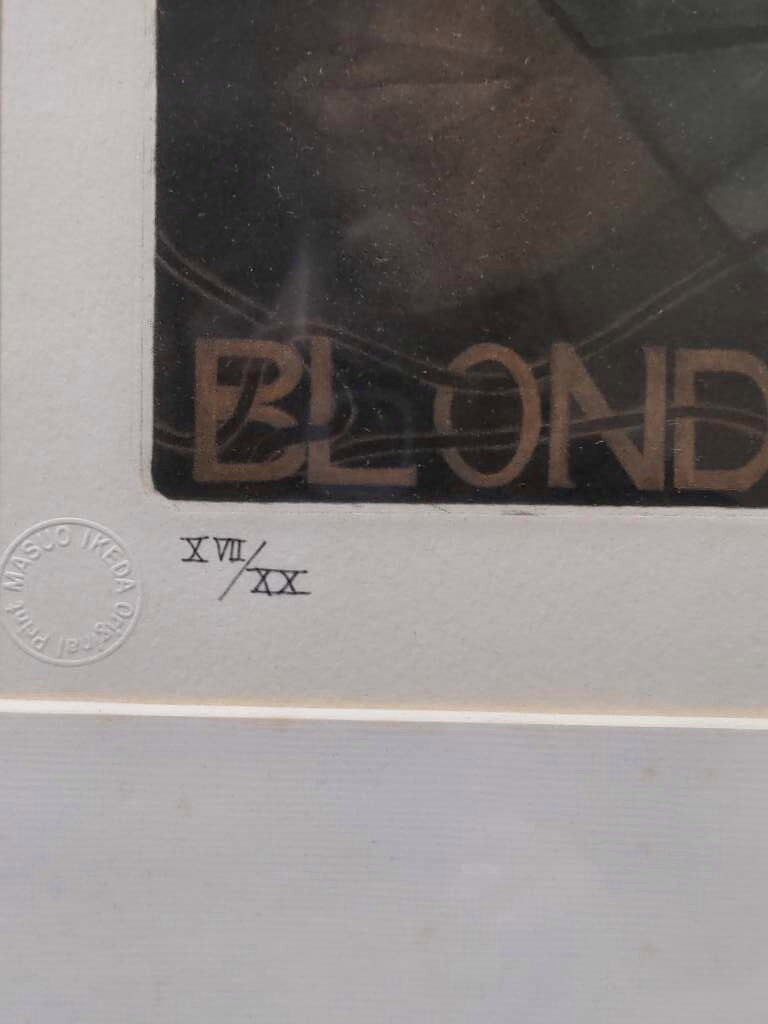 BLOND
XVII/XX
MASUO IKEDA Original Print